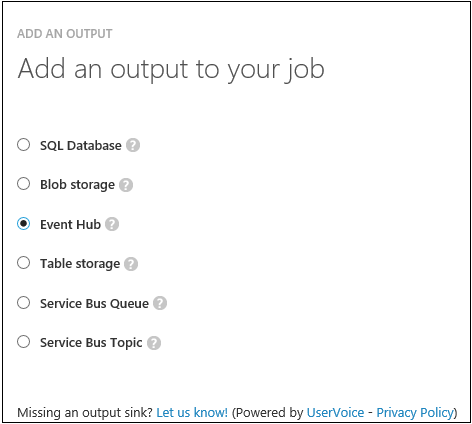 ADD AN OUTPUT
Add an output to your job
SQL Database ?
Blob storage ?
Event Hub ?
Table storage ?
Service Bus Queue ?
Service Bus Topic ?
Missing an output sink? Let us know! (Powered by UserVoice - Privacy Policy)